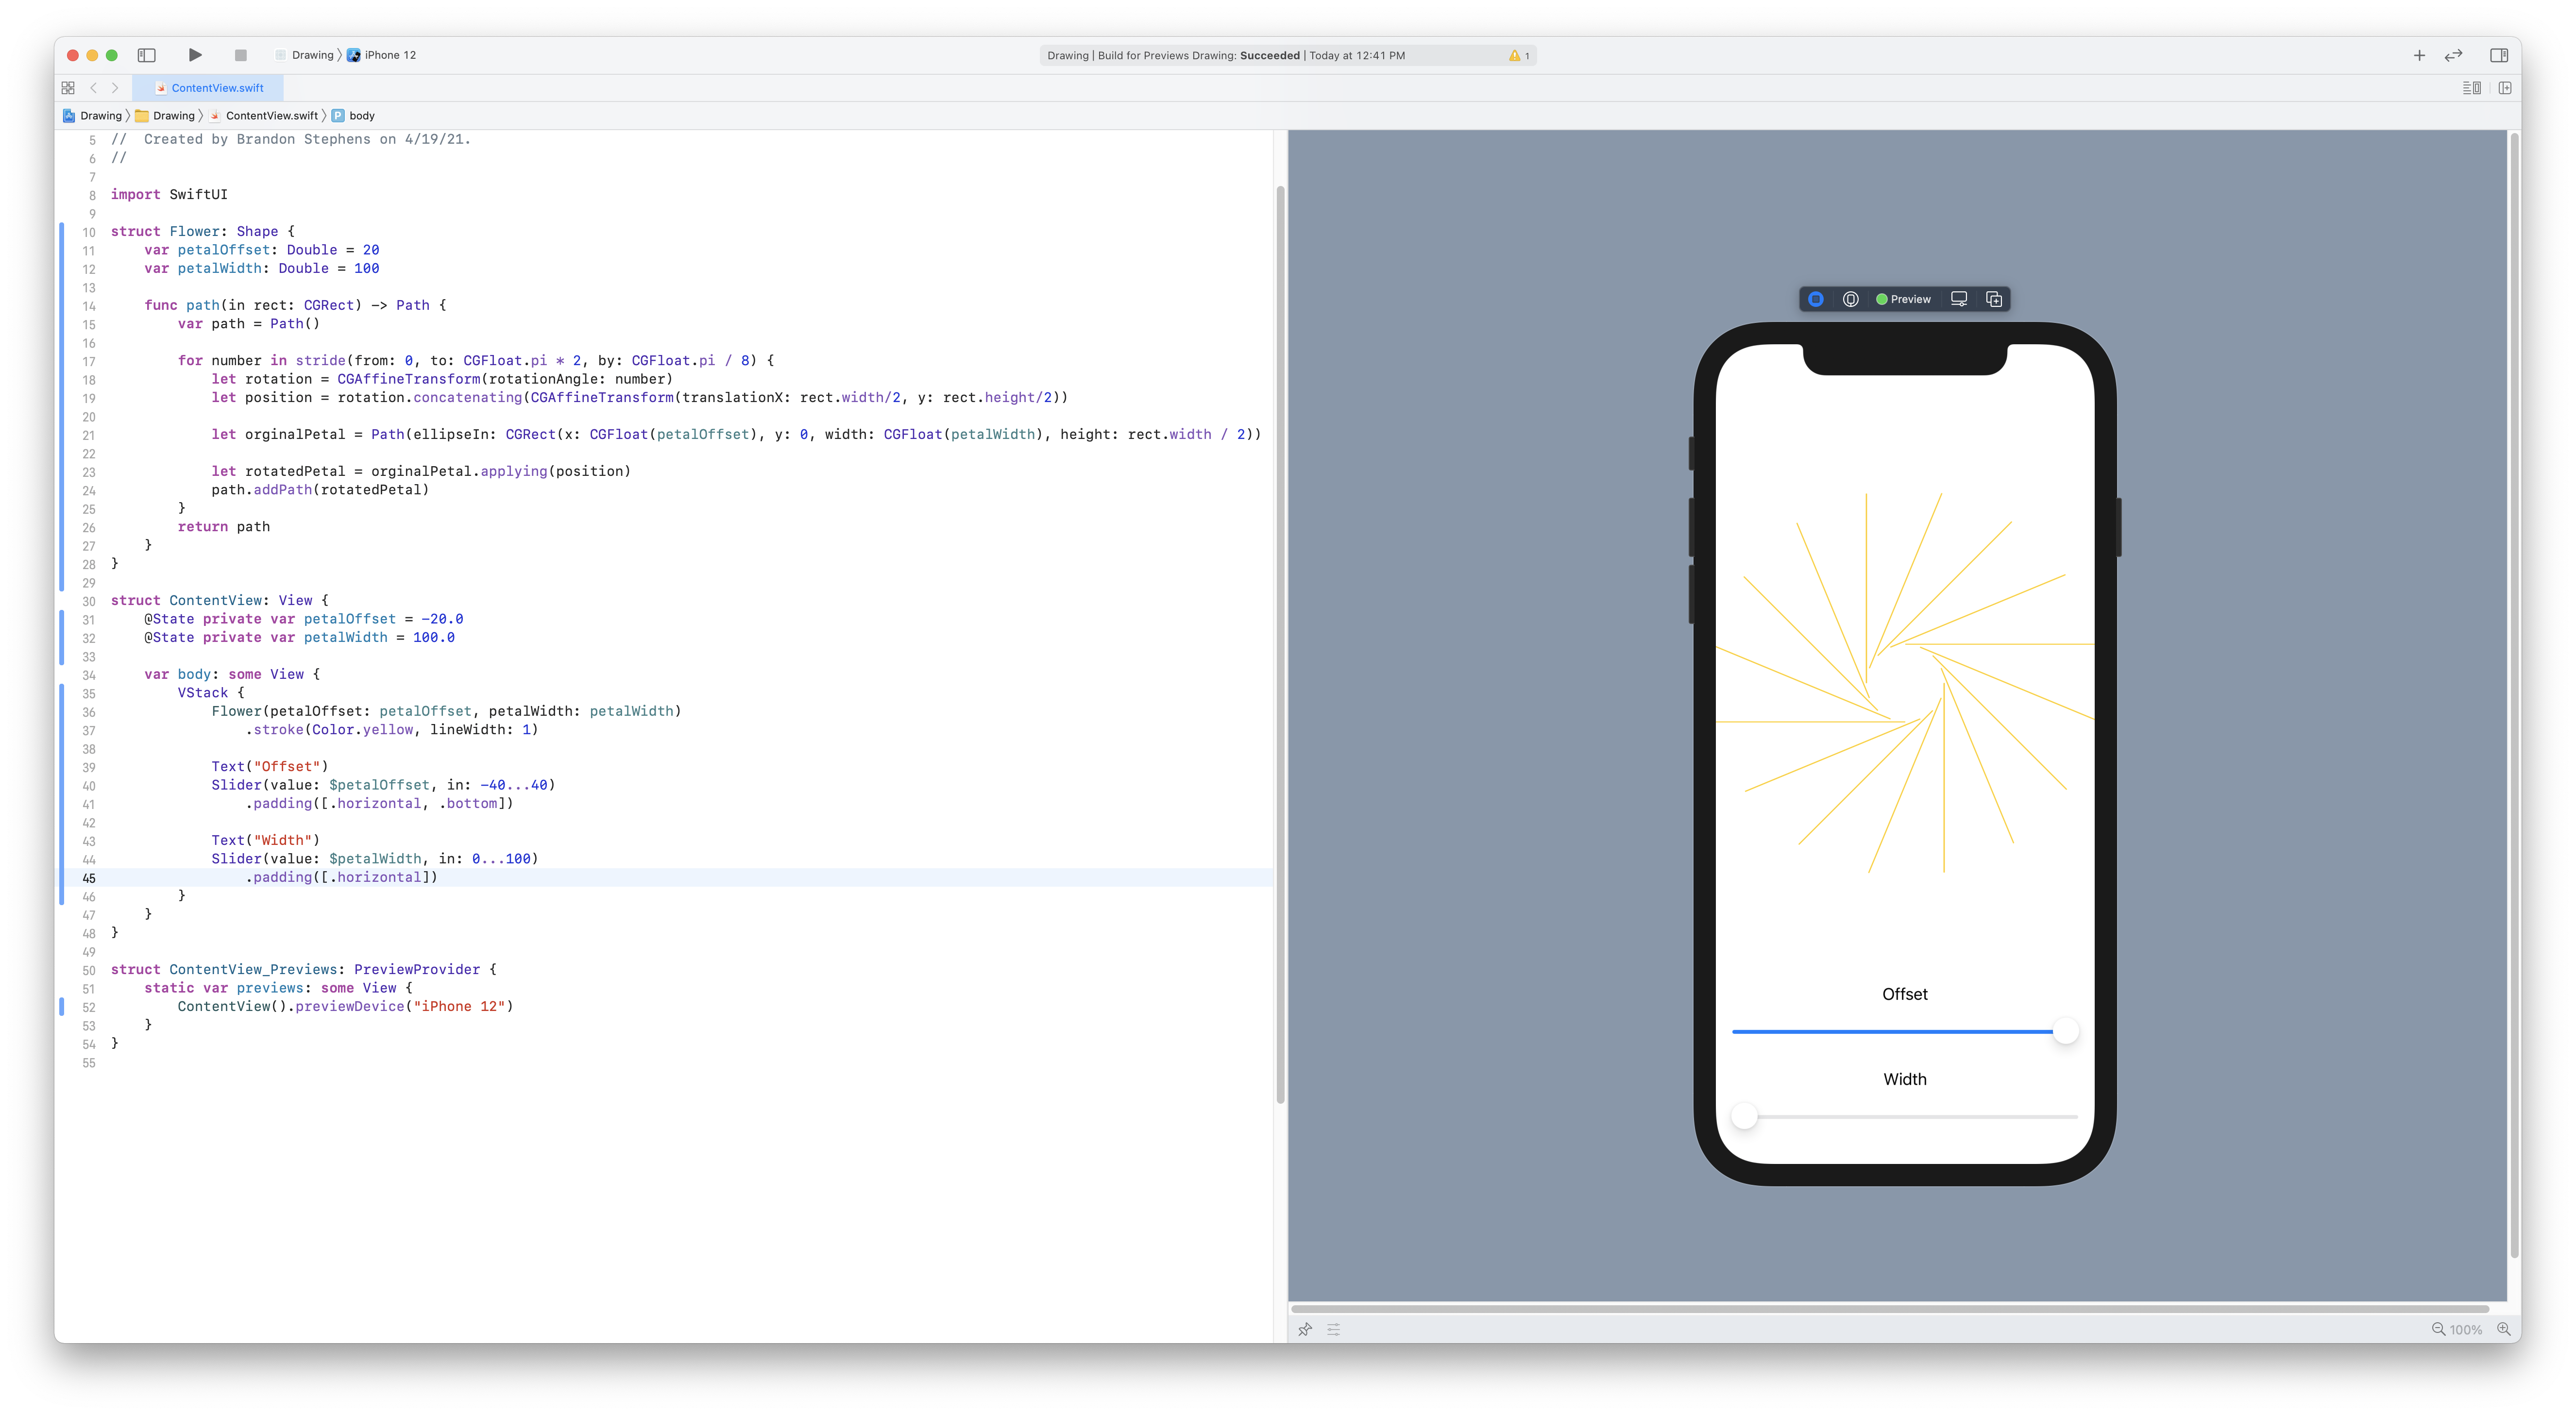 Drawing 〉 iPhone 12
Drawing | Build for Previews Drawing: Succeeded | Today at 12:41 PM
1
ContentView.swift
Drawing 〉 Drawing 〉 ContentView.swift 〉 P body
5 //  Created by Brandon Stephens on 4/19/21.
6 //
7
8 import SwiftUI
9
10 struct Flower: Shape {
11     var petalOffset: Double = 20
12     var petalWidth: Double = 100
13
14     func path(in rect: CGRect) -> Path {
15         var path = Path()
16
17         for number in stride(from: 0, to: CGFloat.pi * 2, by: CGFloat.pi / 8) {
18             let rotation = CGAffineTransform(rotationAngle: number)
19             let position = rotation.concatenating(CGAffineTransform(translationX: rect.width/2, y: rect.height/2))
20
21             let orginalPetal = Path(ellipseIn: CGRect(x: CGFloat(petalOffset), y: 0, width: CGFloat(petalWidth), height: rect.width / 2))
22
23             let rotatedPetal = orginalPetal.applying(position)
24             path.addPath(rotatedPetal)
25         }
26         return path
27     }
28 }
29
30 struct ContentView: View {
31     @State private var petalOffset = -20.0
32     @State private var petalWidth = 100.0
33
34     var body: some View {
35         VStack {
36             Flower(petalOffset: petalOffset, petalWidth: petalWidth)
37                 .stroke(Color.yellow, lineWidth: 1)
38
39             Text("Offset")
40             Slider(value: $petalOffset, in: -40...40)
41                 .padding([.horizontal, .bottom])
42
43             Text("Width")
44             Slider(value: $petalWidth, in: 0...100)
45                 .padding([.horizontal])
46         }
47     }
48 }
49
50 struct ContentView_Previews: PreviewProvider {
51     static var previews: some View {
52         ContentView().previewDevice("iPhone 12")
53     }
54 }
55
Preview
Offset
Width
100%